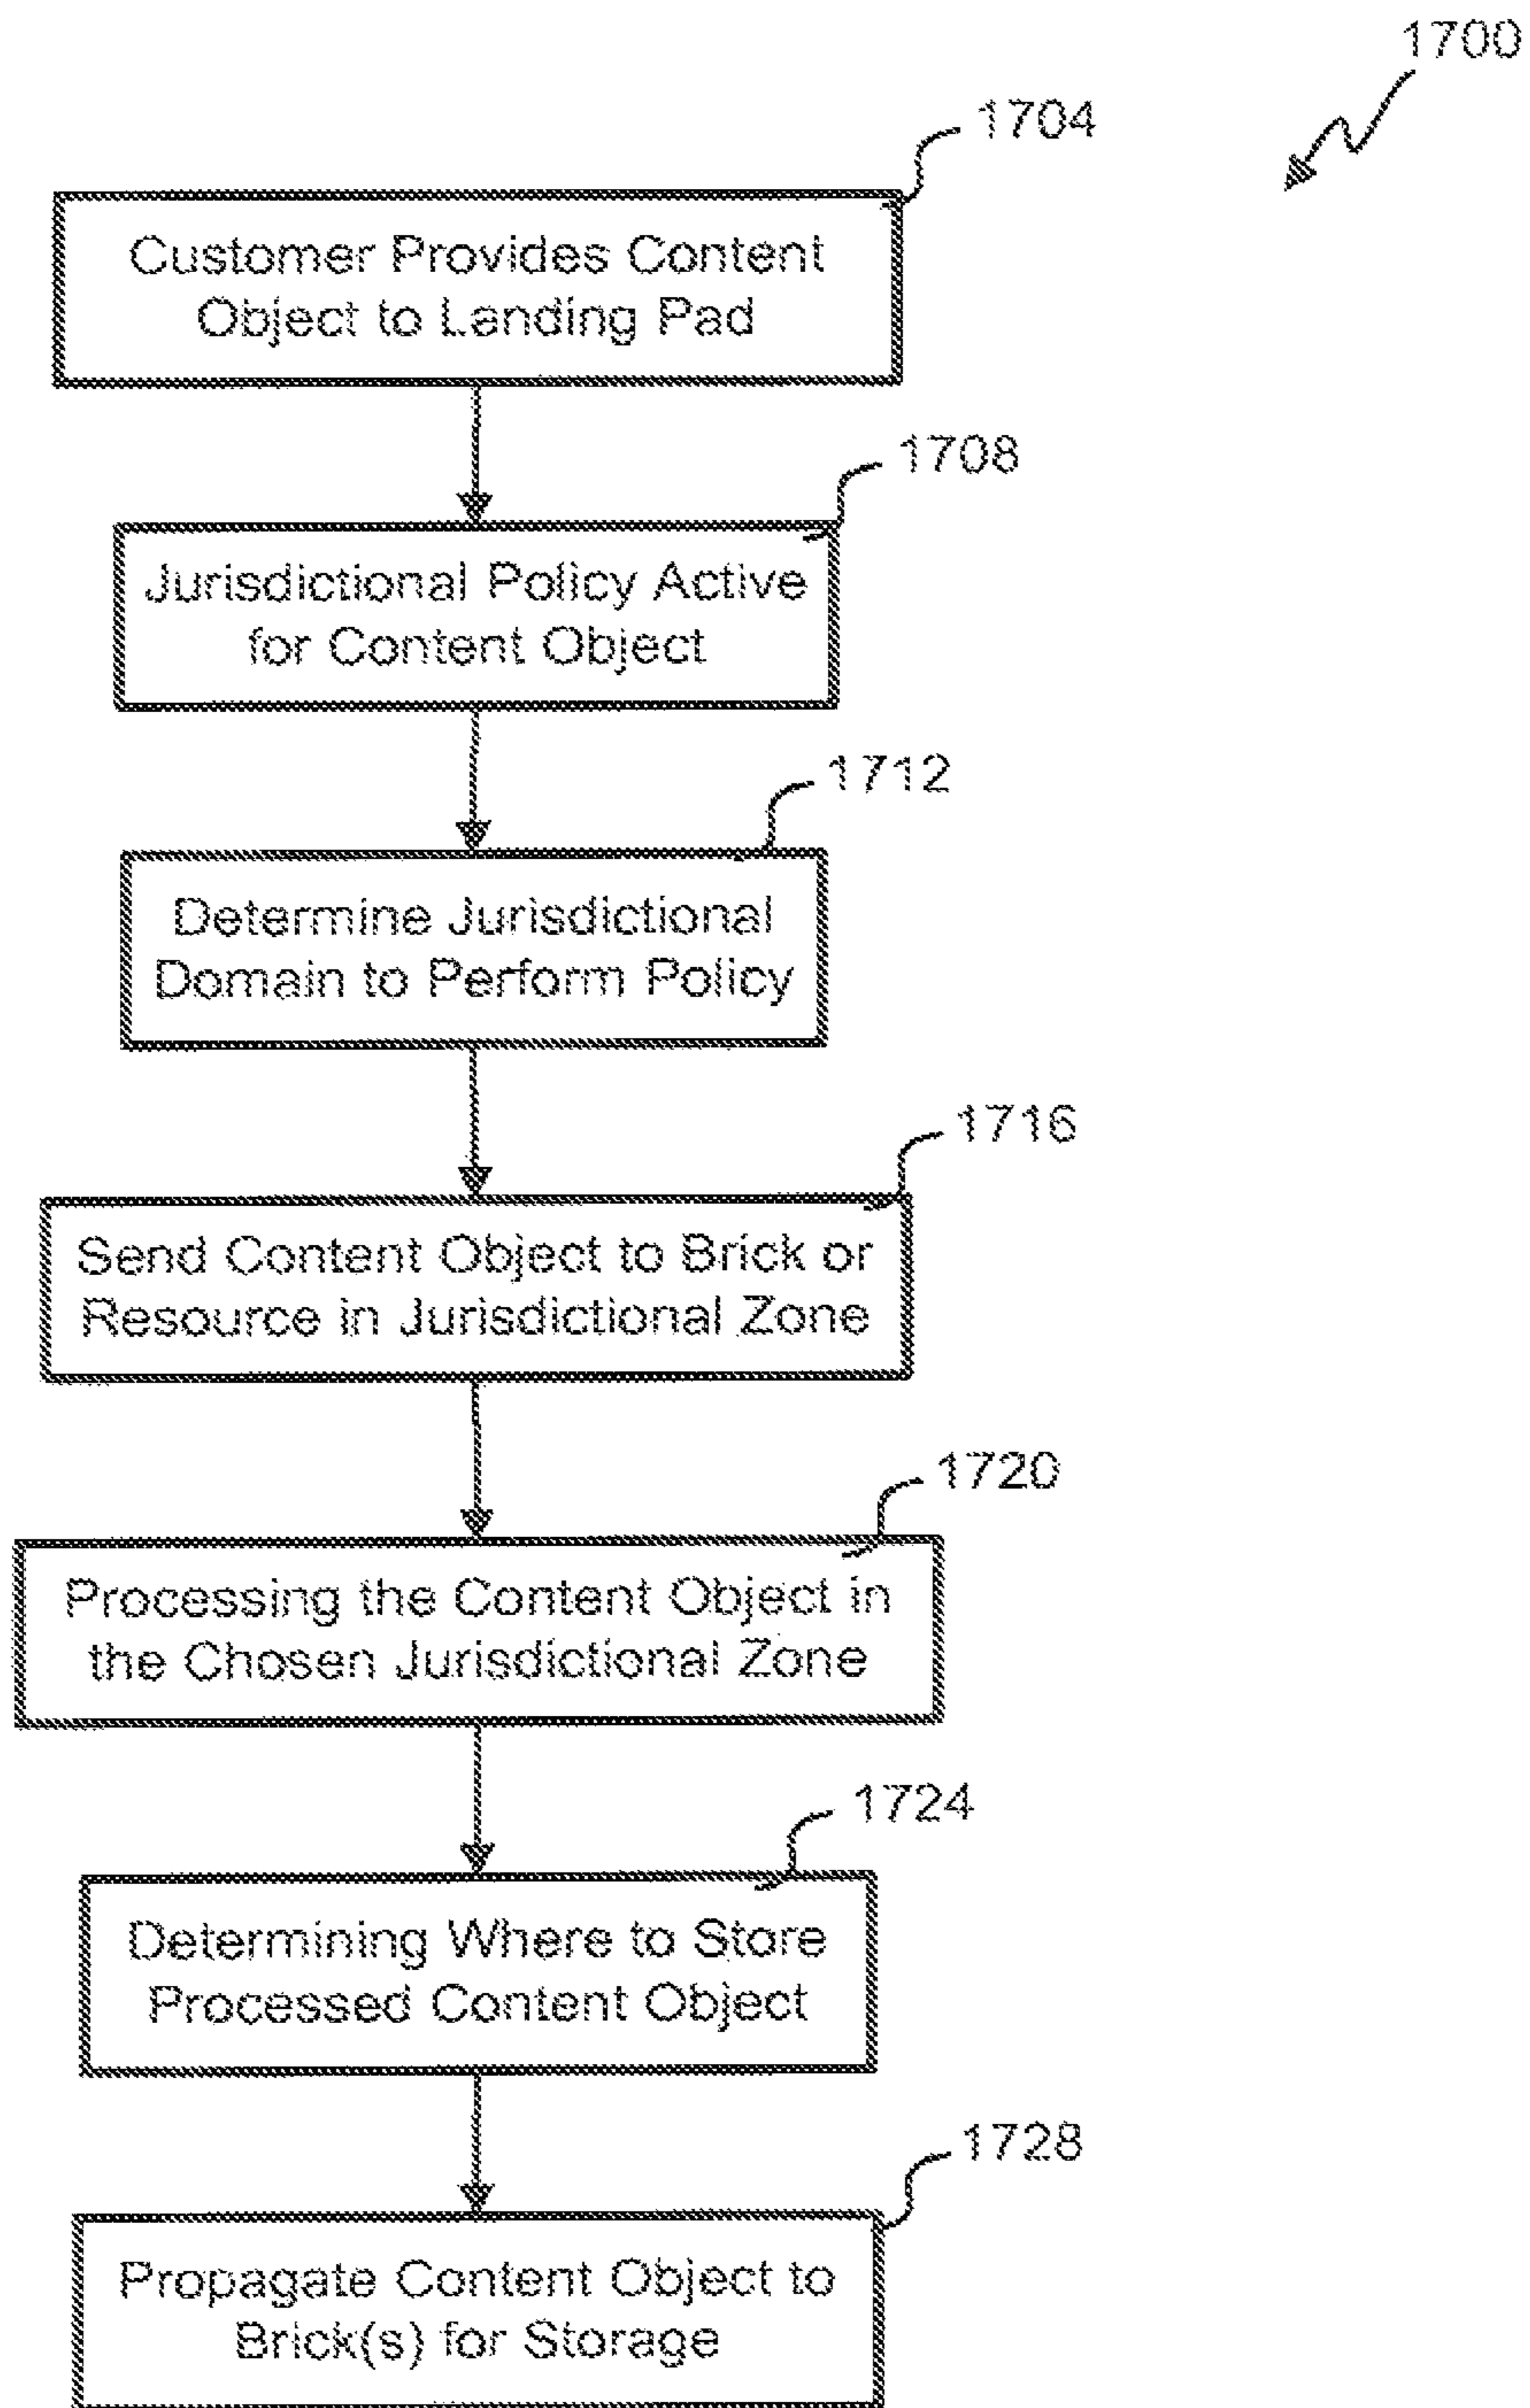 1700
1704
Customer Provides Content
Object to Landing Pad
1708
Jurisdictional Policy Active
for Content Object
1712
Determine Jurisdictional
Domain to Perform Policy
1716
Send Content Object to Brick or
Resource in Jurisdictional Zone
1720
Processing the Content Object in
the Chosen Jurisdictional Zone
1724
Determining Where to Store
Processed Content Object
1728
Propagate Content Object to
Brick(s) for Storage